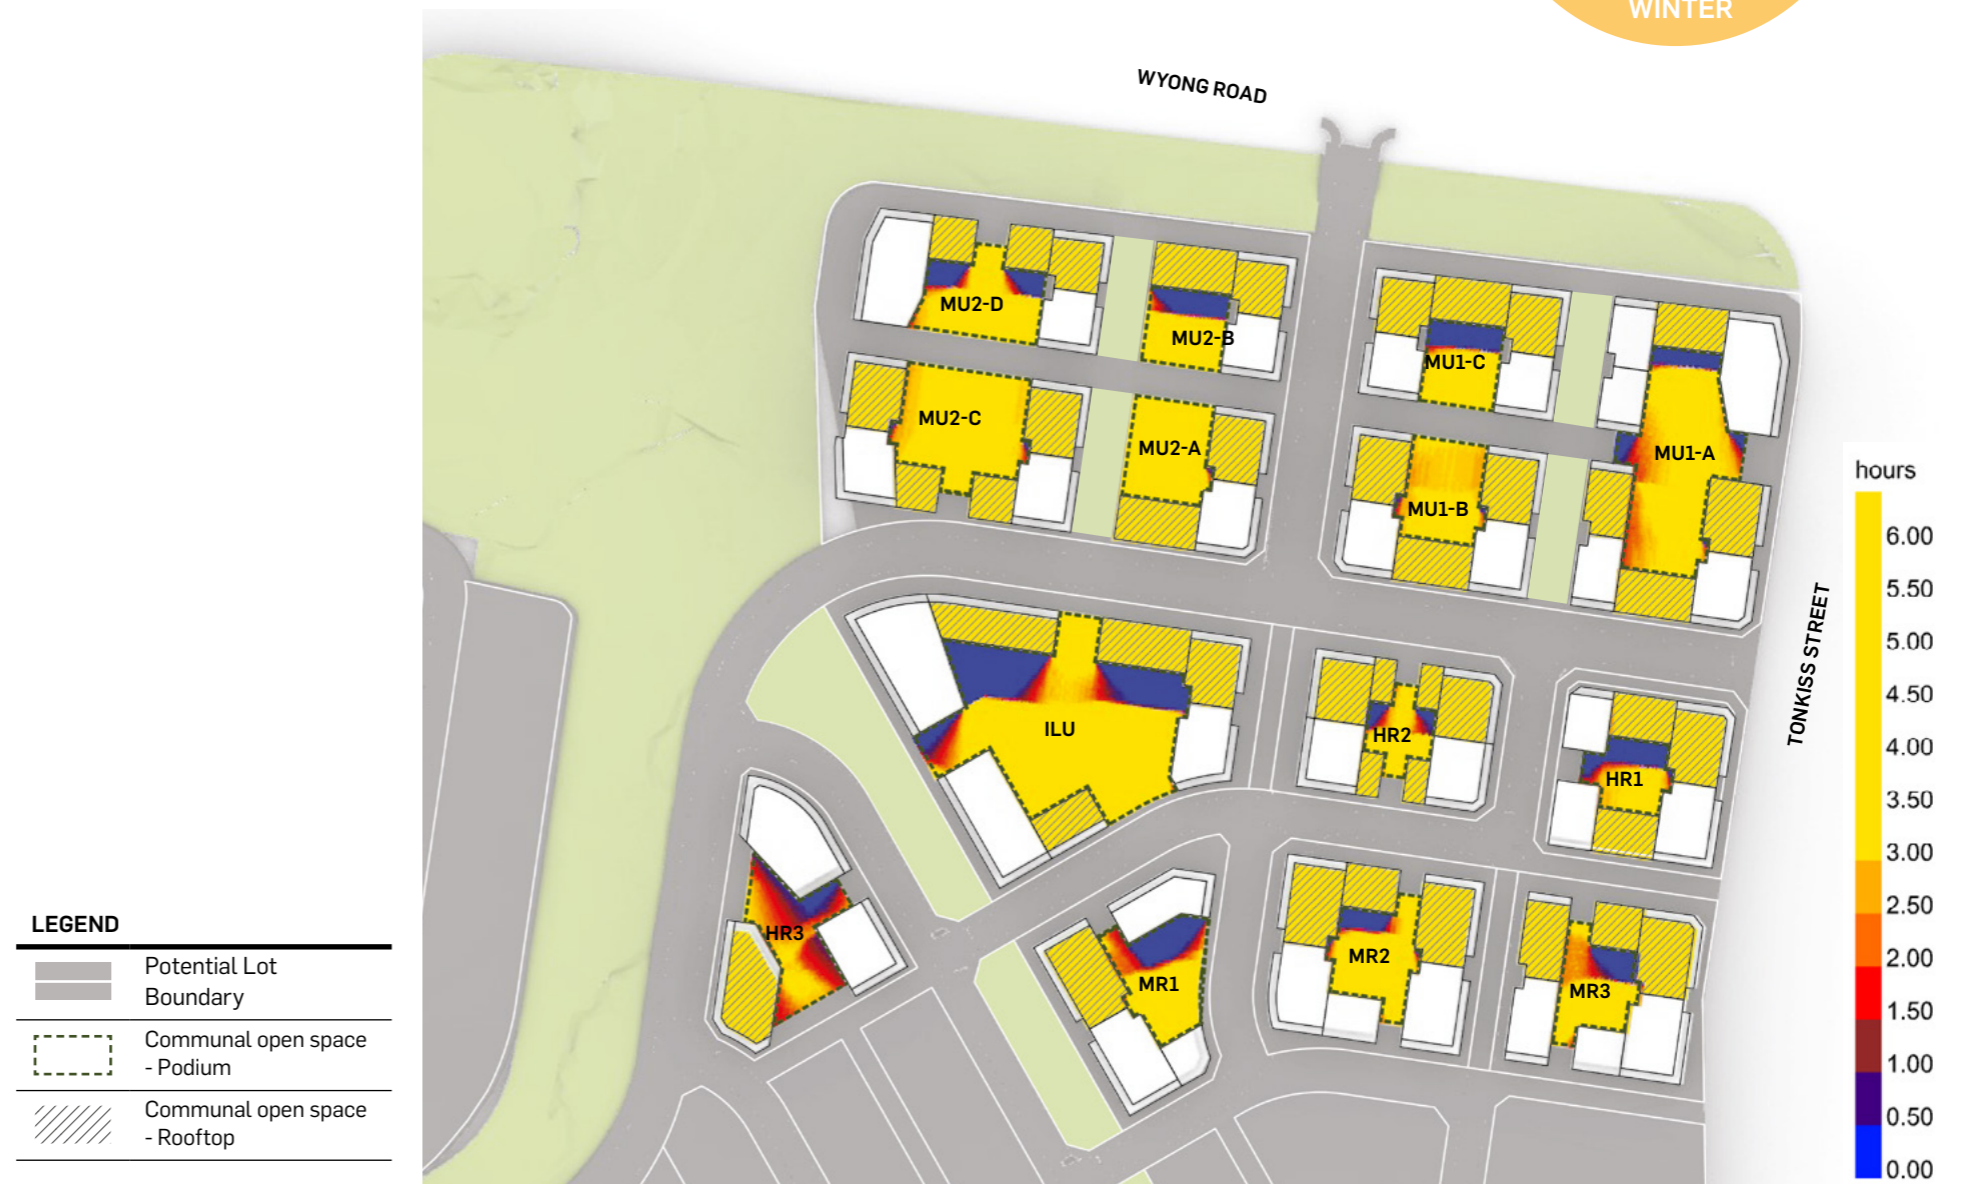 WINTER
WYONG ROAD
MU2-D
MU2-B
MU1-C
MU2-C
MU2-A
MU1-A
MU1-B
TONKISS STREET
ILU
HR2
HR1
HR3
MR1
MR2
MR3
hours
6.00
5.50
5.00
4.50
4.00
3.50
3.00
2.50
2.00
1.50
1.00
0.50
0.00
LEGEND
Potential Lot
Boundary
Communal open space
- Podium
Communal open space
- Rooftop